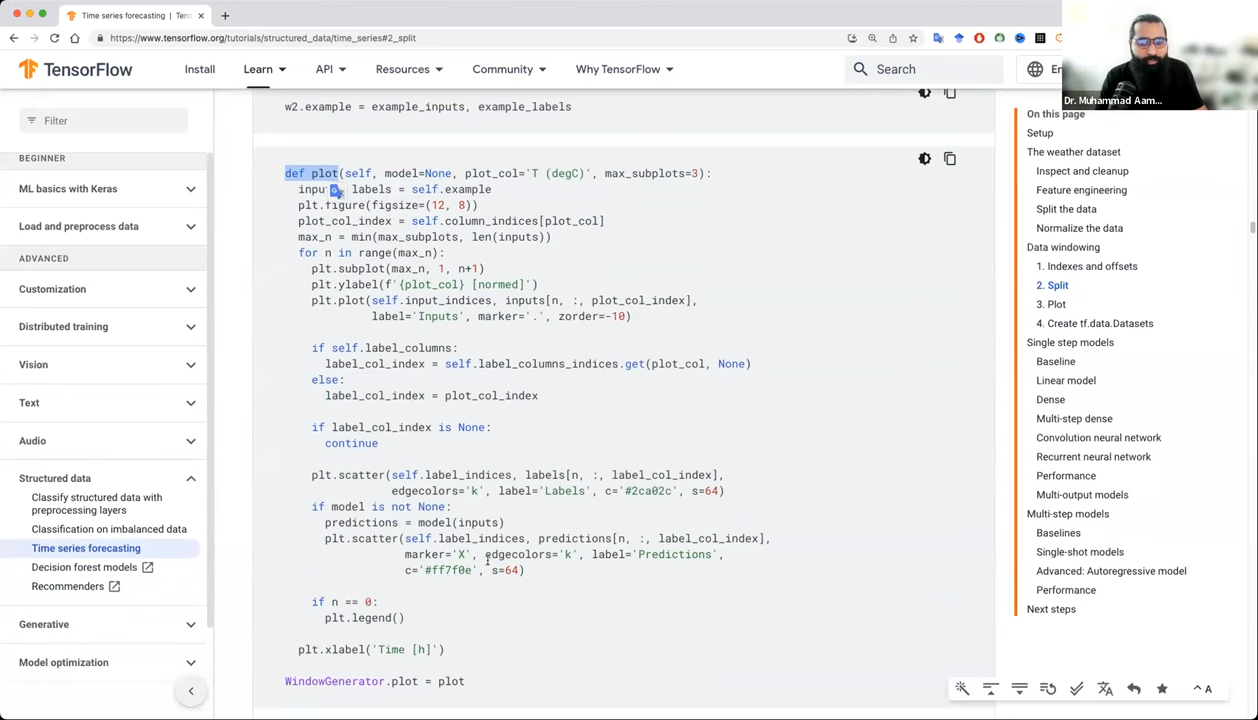 Time series forecasting | Tens
https://www.tensorflow.org/tutorials/structured_data/time_series#2_split
TensorFlow
Install
Learn
API
Resources
Community
Why TensorFlow
Search
En
Dr. Muhammad Aam...
Filter
BEGINNER
ML basics with Keras
Load and preprocess data
ADVANCED
Customization
Distributed training
Vision
Text
Audio
Structured data
Classify structured data with
preprocessing layers
Classification on imbalanced data
Time series forecasting
Decision forest models
Recommenders
Generative
Model optimization
w2.example = example_inputs, example_labels
def plot(self, model=None, plot_col='T (degC)', max_subplots=3):
labels = self.example
plt.figure(figsize=(12, 8))
plot_col_index = self.column_indices[plot_col]
max_n = min(max_subplots, len(inputs))
for n in range(max_n):
plt.subplot(max_n, 1, n+1)
plt.ylabel(f'{plot_col} [normed]')
plt.plot(self.input_indices, inputs[n, :, plot_col_index],
label='Inputs', marker='.', zorder=-10)
if self.label_columns:
label_col_index = self.label_columns_indices.get(plot_col, None)
else:
label_col_index = plot_col_index
if label_col_index is None:
continue
plt.scatter(self.label_indices, labels[n, :, label_col_index],
edgecolors='k', label='Labels', c='#2ca02c', s=64)
if model is not None:
predictions = model(inputs)
plt.scatter(self.label_indices, predictions[n, :, label_col_index],
marker='X', edgecolors='k', label='Predictions',
c='#ff7f0e', s=64)
if n == 0:
plt.legend()
plt.xlabel('Time [h]')
WindowGenerator.plot = plot
On this page
Setup
The weather dataset
Inspect and cleanup
Feature engineering
Split the data
Normalize the data
Data windowing
1. Indexes and offsets
2. Split
3. Plot
4. Create tf.data.Datasets
Single step models
Baseline
Linear model
Dense
Multi-step dense
Convolution neural network
Recurrent neural network
Performance
Multi-output models
Multi-step models
Baselines
Single-shot models
Advanced: Autoregressive model
Performance
Next steps
A